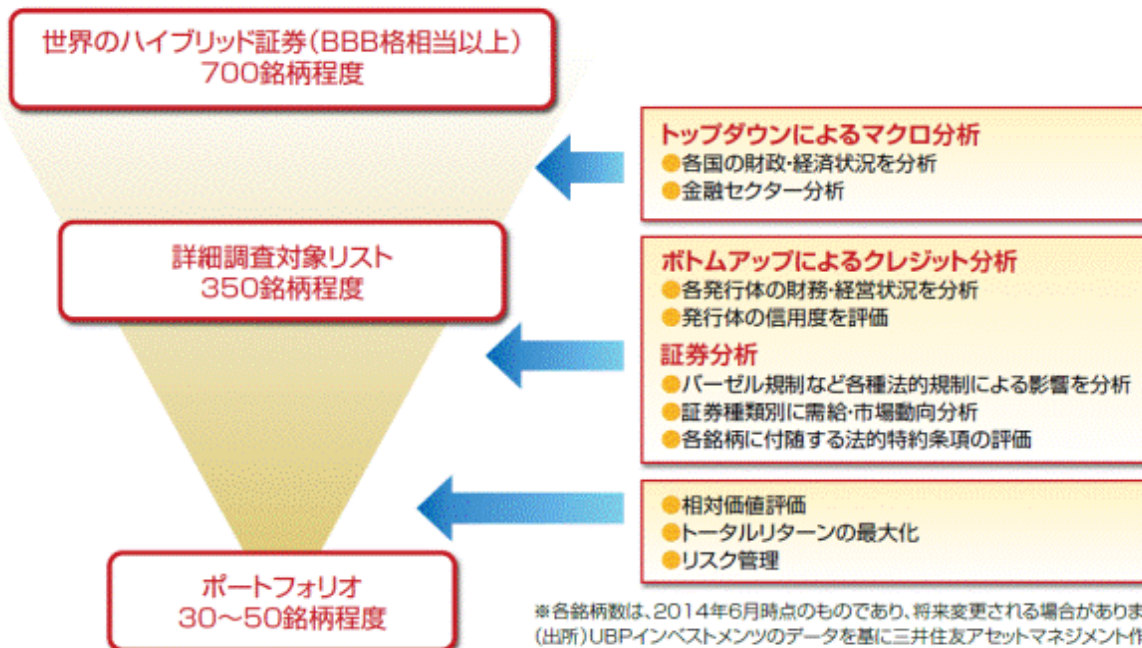 世界のハイブリッド証券(BBB格相当以上)
700銘柄程度
トップダウンによるマクロ分析
●各国の財政・経済状況を分析
●金融セクター分析
詳細調査対象リスト
350銘柄程度
ボトムアップによるクレジット分析
●各発行体の財務・経営状況を分析
●発行体の信用度を評価
証券分析
●バーゼル規制など各種法的規制による影響を分析
●証券種類別に需給・市場動向分析
●各銘柄に付随する法的特約条項の評価
●相対価値評価
●トータルリターンの最大化
●リスク管理
ポートフォリオ
30～50銘柄程度
※各銘柄数は、2014年6月時点のものであり、将来変更される場合がありま
(出所)UBPインベストメンツのデータを基に三井住友アセットマネジメント作